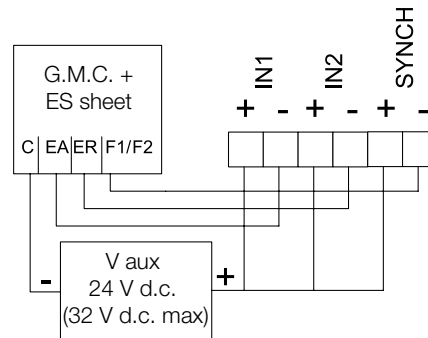 G.M.C. +
ES sheet
C EA ER F1/F2
IN1
IN2
SYNCH
+ - + - + -
- +
V aux
24 V d.c.
(32 V d.c. max)